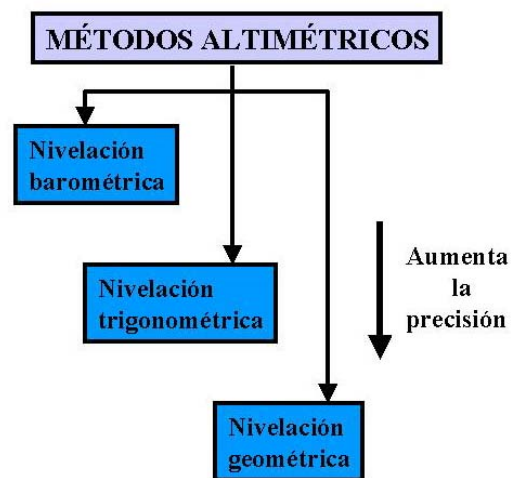 MÉTODOS ALTIMÉTRICOS
Nivelación
barométrica
Nivelación
trigonométrica
Aumenta
la
precisión
Nivelación
geométrica